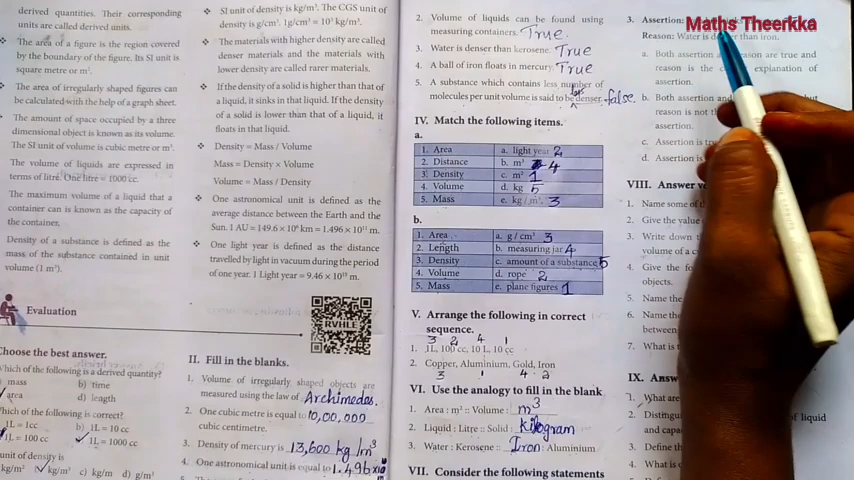 derived quantities. Their corresponding
units are called derived units.
The area of a figure is the region covered
by the boundary of the figure. Its SI unit is
square metre or m².
The area of irregularly shaped figures can
be calculated with the help of a graph sheet.
The amount of space occupied by a three
dimensional object is known as its volume.
The SI unit of volume is cubic metre or m³.
The volume of liquids are expressed in
terms of litre. One litre = 1000 cc.
The maximum volume of a liquid that a
container can is known as the capacity of
the container.
Density of a substance is defined as the
mass of the substance contained in unit
volume (1 m³).
Evaluation
Choose the best answer.
Which of the following is a derived quantity?
mass b) time
area d) length
Which of the following is correct?
1L = 1cc b) 1L = 10 cc
1L = 100 cc 1L = 1000 cc
unit of density is
kg/m² kg/m³ c) kg/m d) g/m³
SI unit of density is kg/m³. The CGS unit of
density is g/cm³. 1g/cm³ = 10³ kg/m³.
The materials with higher density are called
denser materials and the materials with
lower density are called rarer materials.
If the density of a solid is higher than that of
a liquid, it sinks in that liquid. If the density
of a solid is lower than that of a liquid, it
floats in that liquid.
Density = Mass / Volume
Mass = Density × Volume
Volume = Mass / Density
One astronomical unit is defined as the
average distance between the Earth and the
Sun. 1 AU = 149.6 × 10⁶ km = 1.496 × 10¹¹ m.
One light year is defined as the distance
travelled by light in vacuum during the period
of one year. 1 Light year = 9.46 × 10¹⁵ m.
RVHLE
II. Fill in the blanks.
1. Volume of irregularly shaped objects are
measured using the law of Archimedes.
2. One cubic metre is equal to 10,00,000
cubic centimetre.
3. Density of mercury is 13,600 kg/m³
4. One astronomical unit is equal to 1.496×10
2. Volume of liquids can be found using
measuring containers. True.
3. Water is denser than kerosene. True
4. A ball of iron floats in mercury. True
5. A substance which contains less number of
molecules per unit volume is said to be denser. false.
IV. Match the following items.
a.
1. Area a. light year 2
2. Distance b. m³ 4
3. Density c. m² 1
4. Volume d. kg 5
5. Mass e. kg / m³ 3
b.
1. Area a. g / cm³ 3
2. Length b. measuring jar 4
3. Density c. amount of a substance 5
4. Volume d. rope 2
5. Mass e. plane figures 1
V. Arrange the following in correct
sequence.
3 2 4 1
1. 1L, 100 cc, 10 L, 10 cc
2. Copper, Aluminium, Gold, Iron
3 1 4 2
VI. Use the analogy to fill in the blank
1. Area : m² :: Volume : m³
2. Liquid : Litre :: Solid : kilogram
3. Water : Kerosene :: Iron : Aluminium
VII. Consider the following statements
3. Assertion:
Maths Theerkka
Reason: Water is denser than iron.
a. Both assertion and reason are true and
reason is the explanation of
assertion.
b. Both assertion but
reason is not
assertion.
c. Assertion is
d. Assertion is
VIII. Answer
1. Name some of
2. Give the value
3. Write down
volume of a
4. Give the
objects.
5. Name the
6. Name the
between
7. What is
IX.
1. What are
2. of liquid
and
3. Define the
4. What is